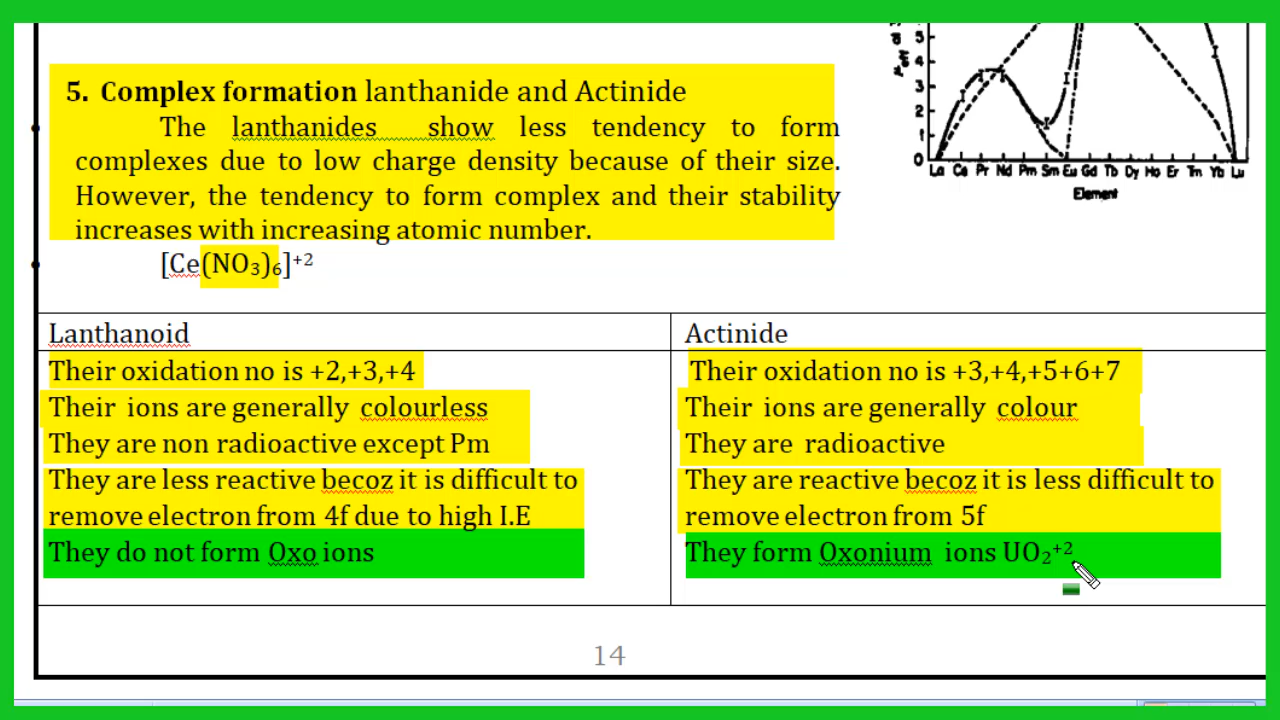 5
4
3
2
1
0
La Ce Pr Nd Pm Sm Eu Gd Tb Dy Ho Er Tm Yb Lu
Element
5. Complex formation lanthanide and Actinide
The lanthanides show less tendency to form
complexes due to low charge density because of their size.
However, the tendency to form complex and their stability
increases with increasing atomic number.
[Ce(NO₃)₆]⁺²
Lanthanoid
Actinide
Their oxidation no is +2,+3,+4
Their oxidation no is +3,+4,+5+6+7
Their ions are generally colourless
Their ions are generally colour
They are non radioactive except Pm
They are radioactive
They are less reactive becoz it is difficult to
remove electron from 4f due to high I.E
They are reactive becoz it is less difficult to
remove electron from 5f
They do not form Oxo ions
They form Oxonium ions UO₂⁺²
14